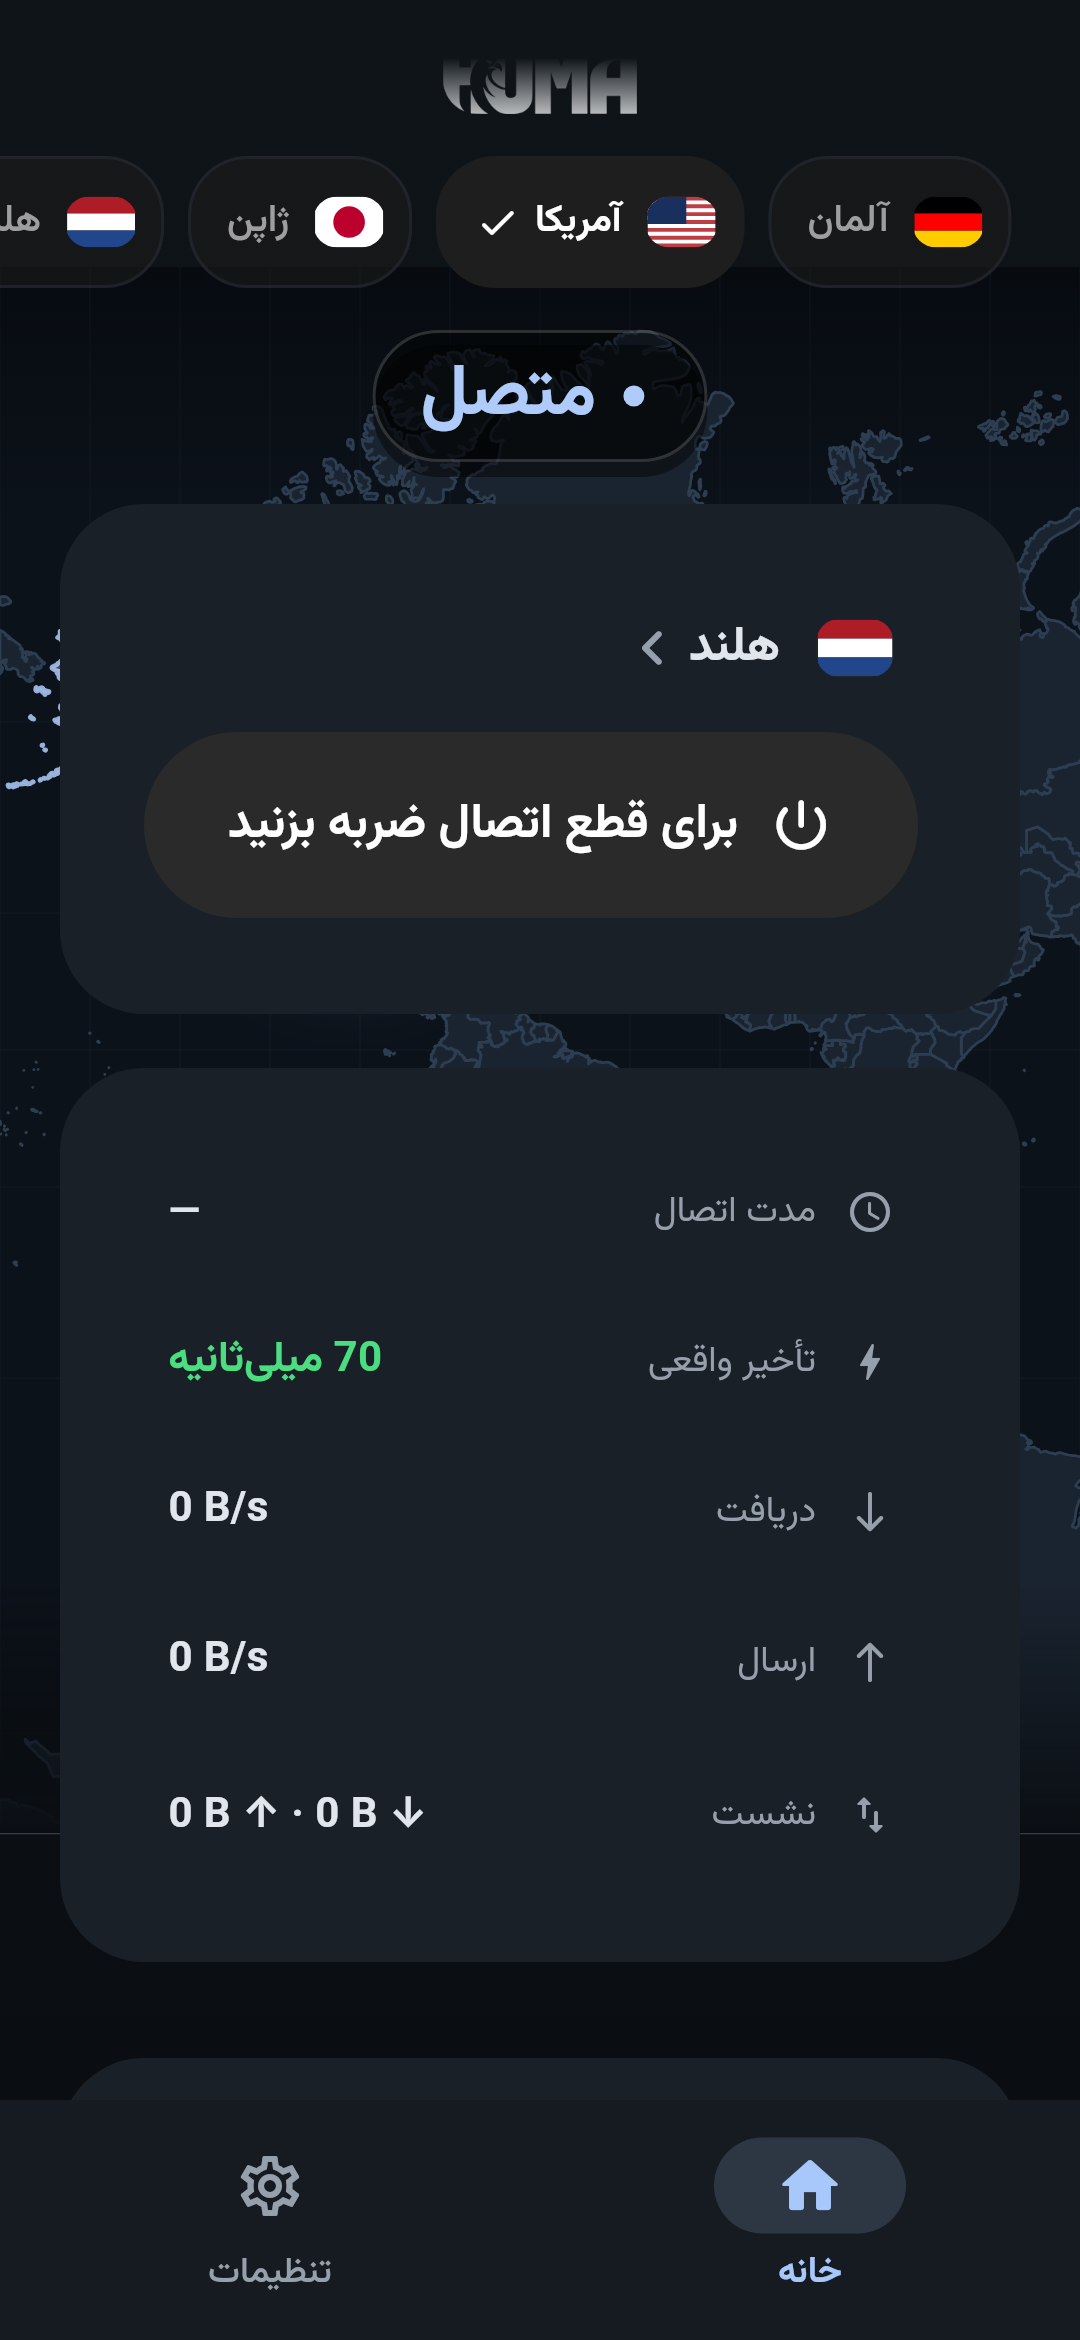 HUMA
آلمان
آمریکا
ژاپن
هل
متصل
هلند
برای قطع اتصال ضربه بزنید
مدت اتصال
—
تأخیر واقعی
70 میلی‌ثانیه
دریافت
0 B/s
ارسال
0 B/s
نشست
0 B ↑ · 0 B ↓
خانه
تنظیمات